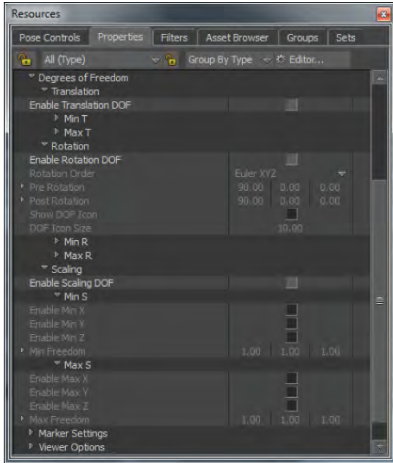 Resources
Pose Controls Properties Filters Asset Browser Groups Sets
All (Type) Group By Type Editor...
Degrees of Freedom
Translation
Enable Translation DOF
Min T
Max T
Rotation
Enable Rotation DOF
Rotation Order Euler XYZ
Pre Rotation 90.00 0.00 0.00
Post Rotation 90.00 0.00 0.00
Show DOF Icon
DOF Icon Size 10.00
Min R
Max R
Scaling
Enable Scaling DOF
Min S
Enable Min X
Enable Min Y
Enable Min Z
Min Freedom 1.00 1.00 1.00
Max S
Enable Max X
Enable Max Y
Enable Max Z
Max Freedom 1.00 1.00 1.00
Marker Settings
Viewer Options